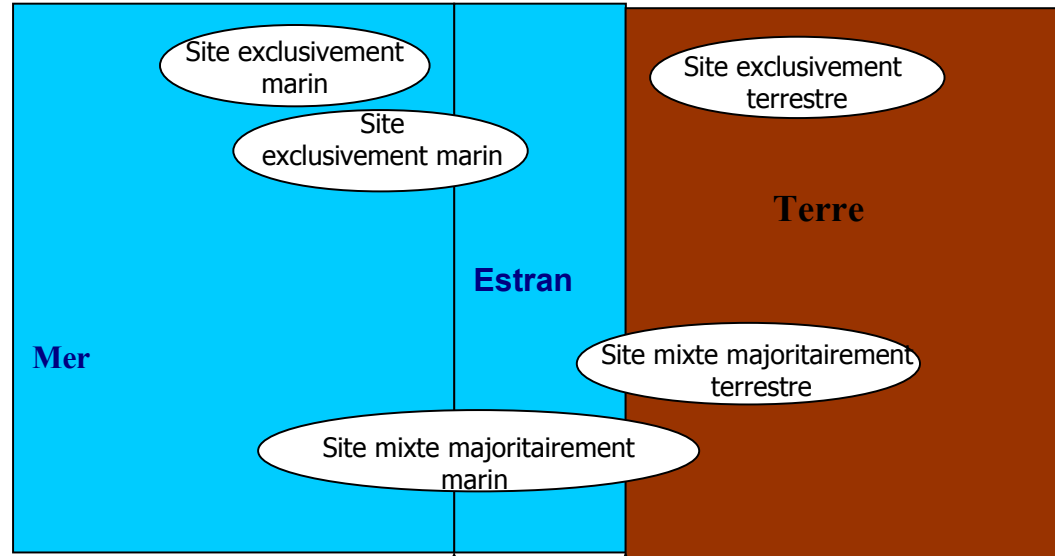 Site exclusivement
marin
Site exclusivement
terrestre
Site
exclusivement marin
Terre
Estran
Mer
Site mixte majoritairement
terrestre
Site mixte majoritairement
marin